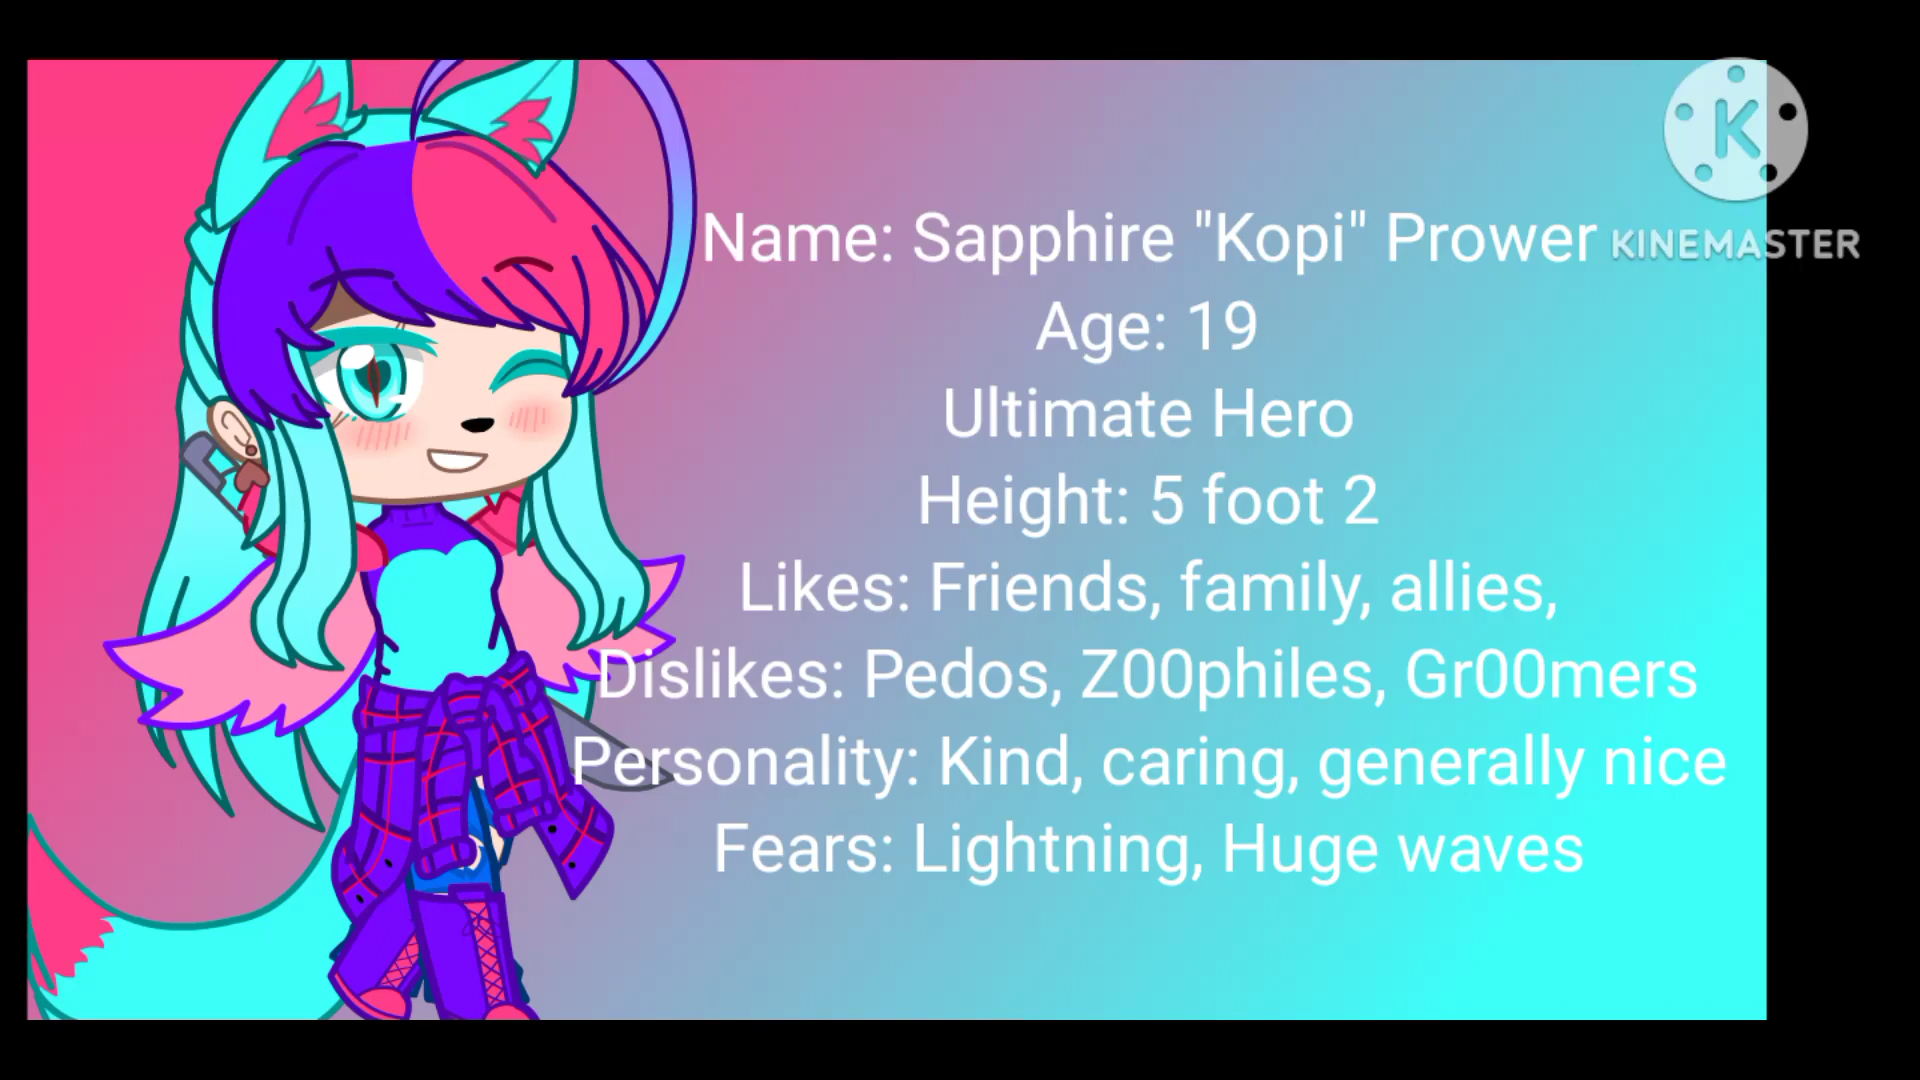 Name: Sapphire "Kopi" Prower
K
KINEMASTER
Age: 19
Ultimate Hero
Height: 5 foot 2
Likes: Friends, family, allies,
Dislikes: Pedos, Z00philes, Gr00mers
Personality: Kind, caring, generally nice
Fears: Lightning, Huge waves